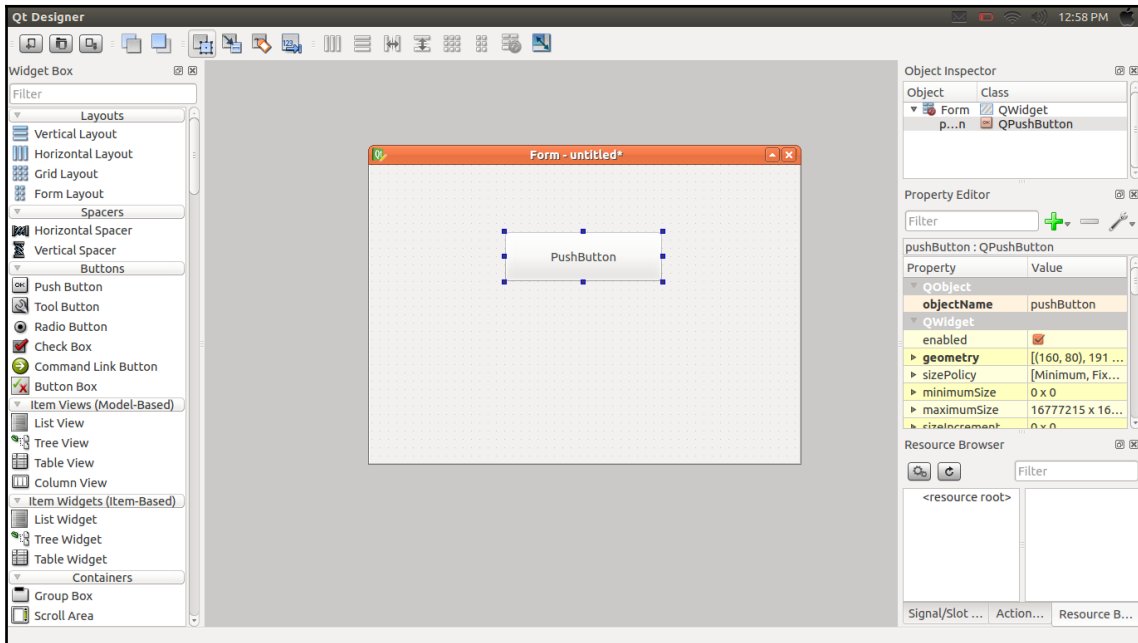 Qt Designer
12:58 PM
Widget Box
Filter
Layouts
Vertical Layout
Horizontal Layout
Grid Layout
Form Layout
Spacers
Horizontal Spacer
Vertical Spacer
Buttons
Push Button
Tool Button
Radio Button
Check Box
Command Link Button
Button Box
Item Views (Model-Based)
List View
Tree View
Table View
Column View
Item Widgets (Item-Based)
List Widget
Tree Widget
Table Widget
Containers
Group Box
Scroll Area
Form - untitled*
PushButton
Object Inspector
Object Class
Form QWidget
p...n QPushButton
Property Editor
Filter
pushButton : QPushButton
Property Value
QObject
objectName pushButton
QWidget
enabled
geometry [(160, 80), 191 ...
sizePolicy [Minimum, Fix...
minimumSize 0 x 0
maximumSize 16777215 x 16...
sizeIncrement 0 x 0
Resource Browser
Filter
<resource root>
Signal/Slot ... Action... Resource B...